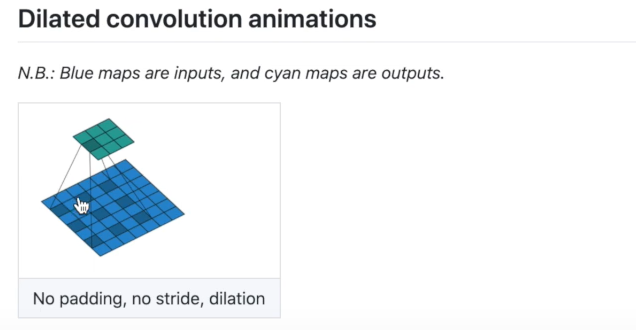 Dilated convolution animations
N.B.: Blue maps are inputs, and cyan maps are outputs.
No padding, no stride, dilation